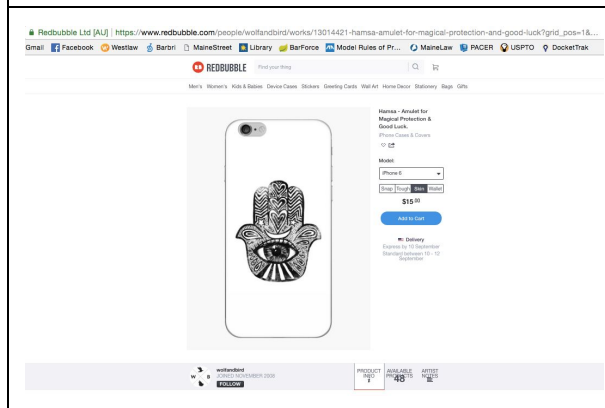 Redbubble Ltd [AU] | https://www.redbubble.com/people/wolfandbird/works/13014421-hamsa-amulet-for-magical-protection-and-good-luck?grid_pos=1&...
Gmail Facebook Westlaw Barbri MaineStreet Library BarForce Model Rules of Pr... MaineLaw PACER USPTO DocketTrak
REDBUBBLE Find your thing
Men's Women's Kids & Babies Device Cases Stickers Greeting Cards Wall Art Home Decor Stationery Bags Gifts
Hamsa - Amulet for
Magical Protection &
Good Luck.
iPhone Cases & Covers
Model:
iPhone 6
Snap Tough Skin Wallet
$15.00
Add to Cart
Delivery
Express by 10 September
Standard between 10 - 12
September
W B
wolfandbird
JOINED NOVEMBER 2009
FOLLOW
PRODUCT INFO
AVAILABLE PRODUCTS
48
ARTIST NOTES